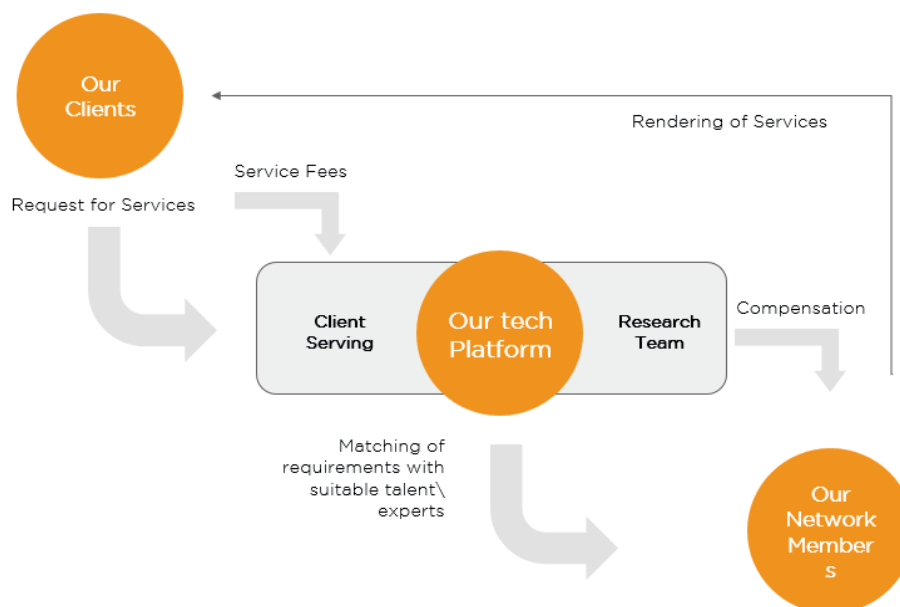 Our
Clients
Rendering of Services
Service Fees
Request for Services
Client
Serving
Our tech
Platform
Research
Team
Compensation
Matching of
requirements with
suitable talent\
experts
Our
Network
Member
s